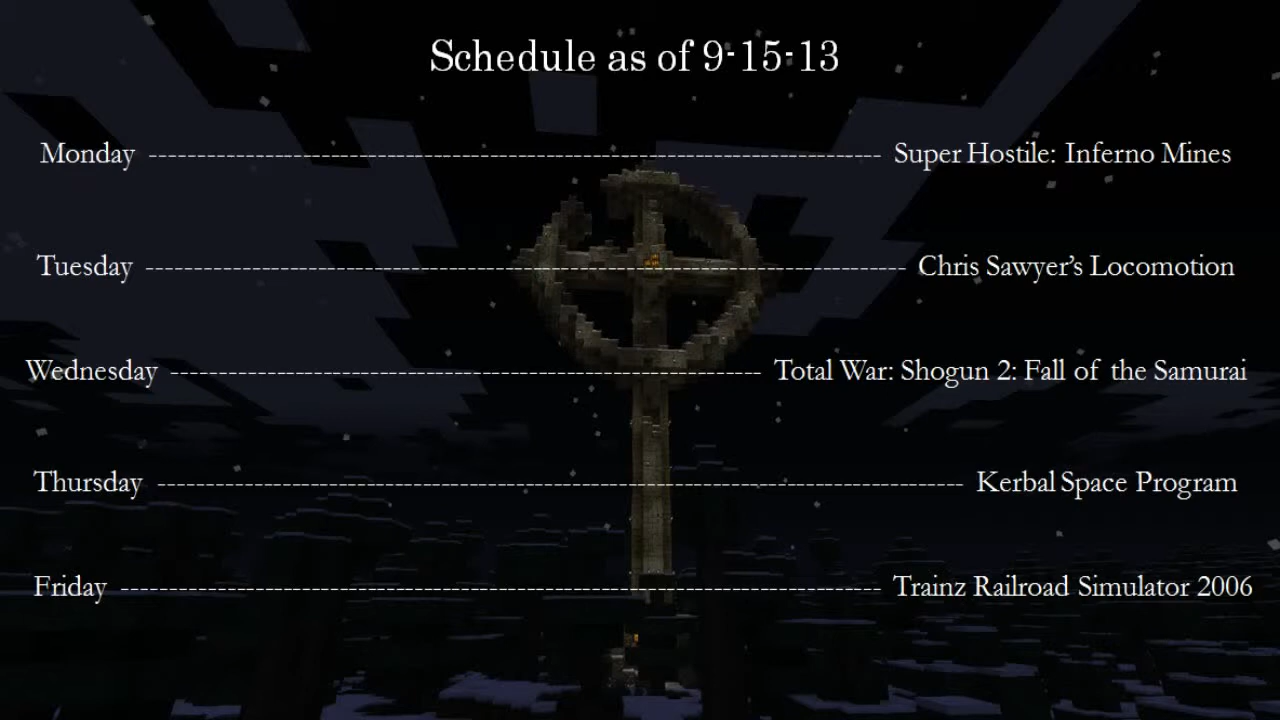 Schedule as of 9-15-13
Monday ---------------------------------------------------------------------------------------- Super Hostile: Inferno Mines
Tuesday ------------------------------------------------------------------------------------------- Chris Sawyer’s Locomotion
Wednesday ----------------------------------------------------------------------- Total War: Shogun 2: Fall of the Samurai
Thursday ------------------------------------------------------------------------------------------------- Kerbal Space Program
Friday ------------------------------------------------------------------------------------------- Trainz Railroad Simulator 2006